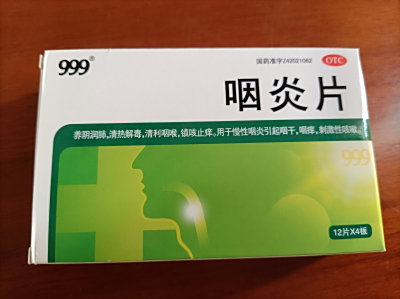 999®
国药准字Z42021062
OTC
咽炎片
养阴润肺,清热解毒,清利咽喉,镇咳止痒。用于慢性咽炎引起咽干,咽痒,刺激性咳嗽。
999
12片X4板